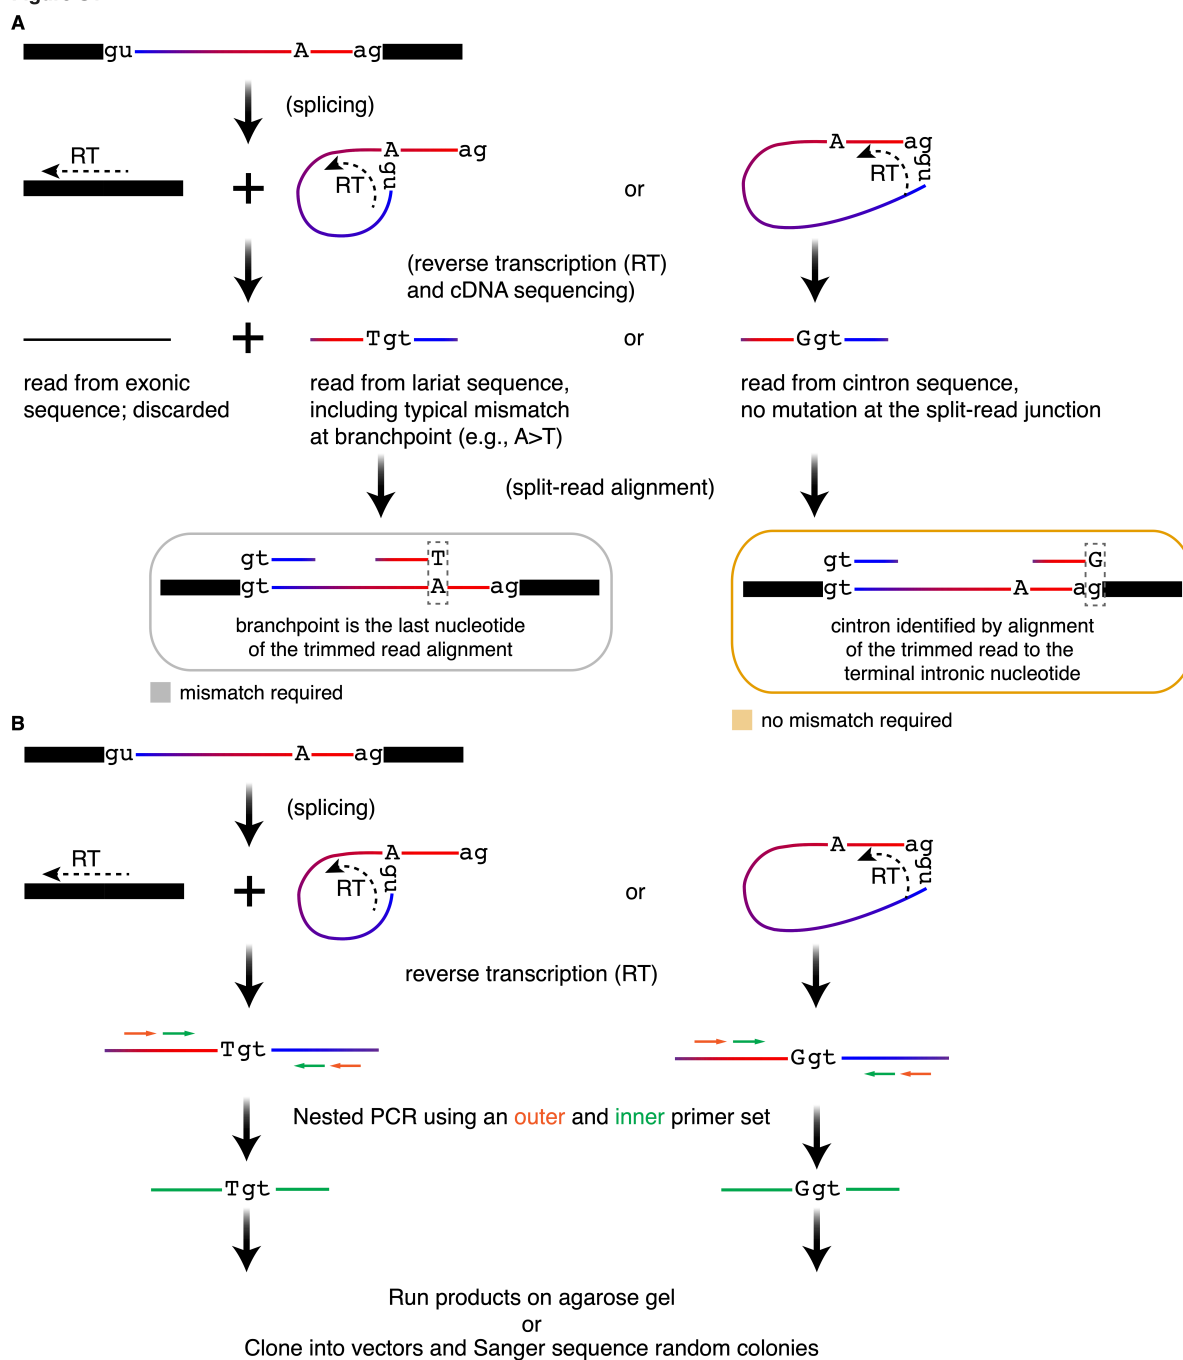 A
gu A ag
(splicing)
RT
A ag
gu
RT
or
A ag
gu
RT
+
(reverse transcription (RT)
and cDNA sequencing)
+
Tgt
or
Ggt
read from exonic
sequence; discarded
read from lariat sequence,
including typical mismatch
at branchpoint (e.g., A>T)
read from cintron sequence,
no mutation at the split-read junction
(split-read alignment)
gt T
gt A ag
branchpoint is the last nucleotide
of the trimmed read alignment
mismatch required
gt G
gt A ag
cintron identified by alignment
of the trimmed read to the
terminal intronic nucleotide
no mismatch required
B
gu A ag
(splicing)
RT
+
A ag
gu
RT
or
A ag
gu
RT
reverse transcription (RT)
Tgt
Ggt
Nested PCR using an outer and inner primer set
Tgt
Ggt
Run products on agarose gel
or
Clone into vectors and Sanger sequence random colonies